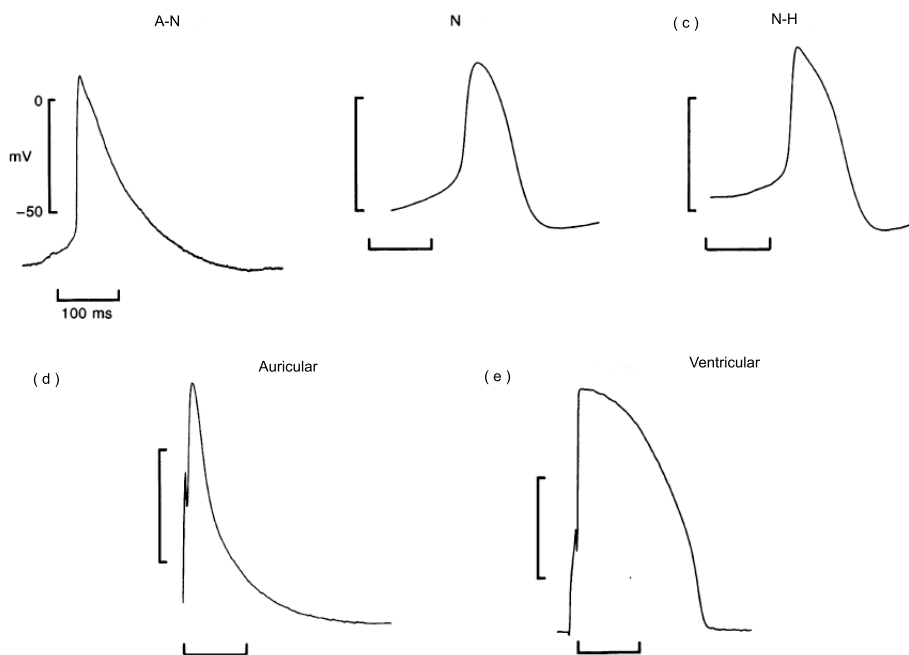 A-N
N
( c ) N-H
0
mV
−50
100 ms
( d ) Auricular
( e ) Ventricular